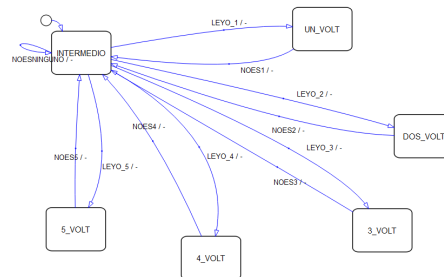 LEYO_1 / -
UN_VOLT
INTERMEDIO
NOESNINGUNO / -
NOES1 / -
LEYO_2 / -
NOES2 / -
DOS_VOLT
LEYO_3 / -
NOES4 / -
LEYO_4 / -
NOES5 / -
LEYO_5 / -
NOES3 / -
5_VOLT
4_VOLT
3_VOLT